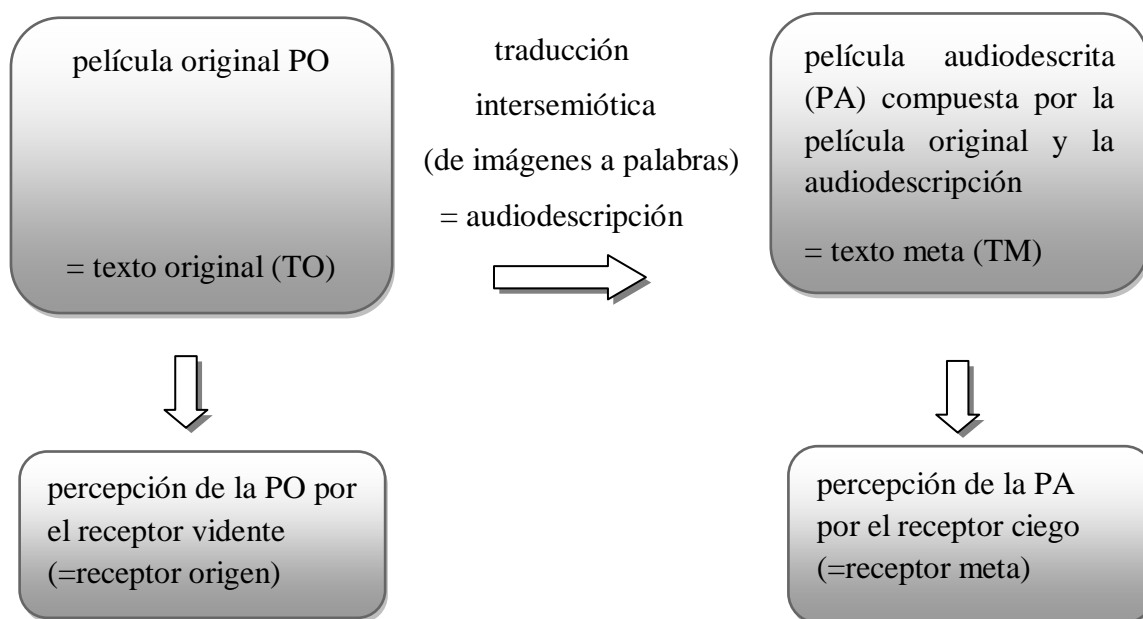 película original PO
= texto original (TO)
traducción
intersemiótica
(de imágenes a palabras)
= audiodescripción
película audiodescrita
(PA) compuesta por la
película original y la
audiodescripción
= texto meta (TM)
percepción de la PO por
el receptor vidente
(=receptor origen)
percepción de la PA
por el receptor ciego
(=receptor meta)